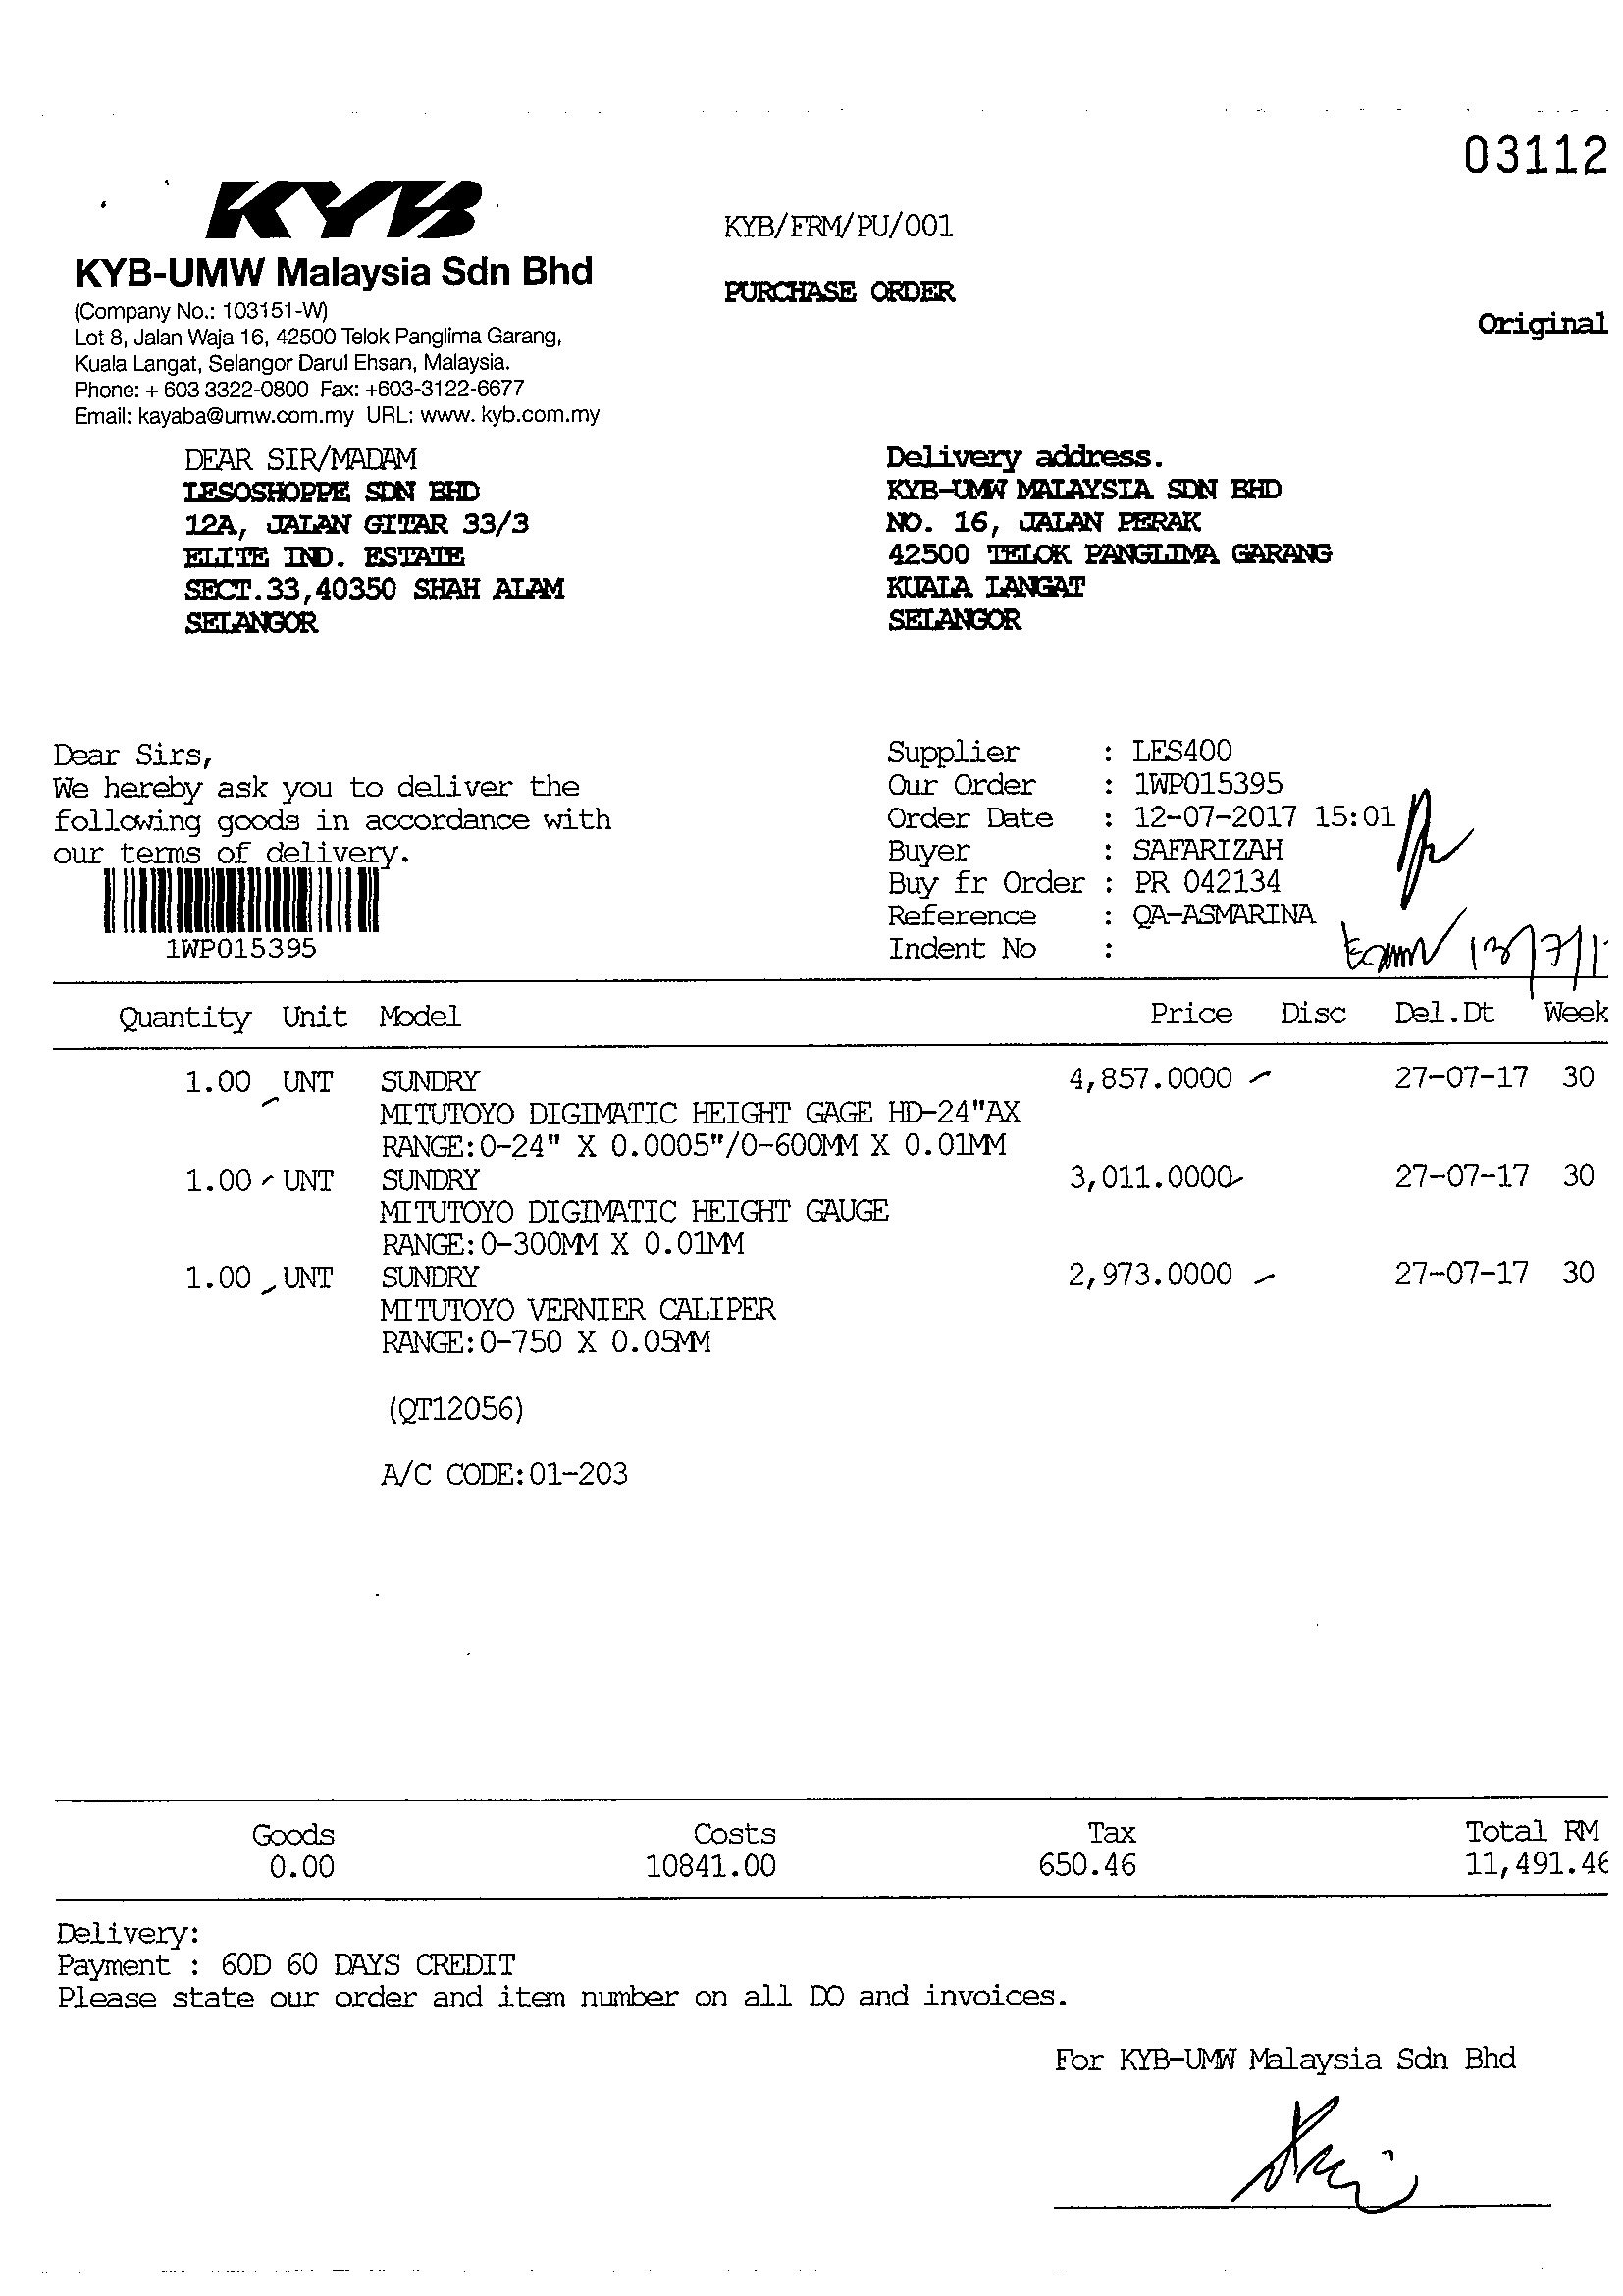 03112
KYB
KYB-UMW Malaysia Sdn Bhd
(Company No.: 103151-W)
Lot 8, Jalan Waja 16, 42500 Telok Panglima Garang,
Kuala Langat, Selangor Darul Ehsan, Malaysia.
Phone: + 603 3322-0800 Fax: +603-3122-6677
Email: kayaba@umw.com.my URL: www. kyb.com.my
KYB/FRM/PU/001
PURCHASE ORDER
Original
DEAR SIR/MADAM
LESOSHOPPE SDN BHD
12A, JALAN GITAR 33/3
ELITE IND. ESTATE
SECT.33,40350 SHAH ALAM
SELANGOR
Delivery address.
KYB-UMW MALAYSIA SDN BHD
NO. 16, JALAN PERAK
42500 TELOK PANGLIMA GARANG
KUALA LANGAT
SELANGOR
Dear Sirs,
We hereby ask you to deliver the
following goods in accordance with
our terms of delivery.
1WP015395
Supplier : LES400
Our Order : 1WP015395
Order Date : 12-07-2017 15:01
Buyer : SAFARIZAH
Buy fr Order : PR 042134
Reference : QA-ASMARINA
Indent No :
13/7/1
Quantity Unit Model Price Disc Del.Dt Week
1.00 UNT SUNDRY 4,857.0000 27-07-17 30
MITUTOYO DIGIMATIC HEIGHT GAGE HD-24"AX
RANGE:0-24" X 0.0005"/0-600MM X 0.01MM
1.00 UNT SUNDRY 3,011.0000 27-07-17 30
MITUTOYO DIGIMATIC HEIGHT GAUGE
RANGE:0-300MM X 0.01MM
1.00 UNT SUNDRY 2,973.0000 27-07-17 30
MITUTOYO VERNIER CALIPER
RANGE:0-750 X 0.05MM
(QT12056)
A/C CODE:01-203
Goods Costs Tax Total RM
0.00 10841.00 650.46 11,491.46
Delivery:
Payment : 60D 60 DAYS CREDIT
Please state our order and item number on all DO and invoices.
For KYB-UMW Malaysia Sdn Bhd